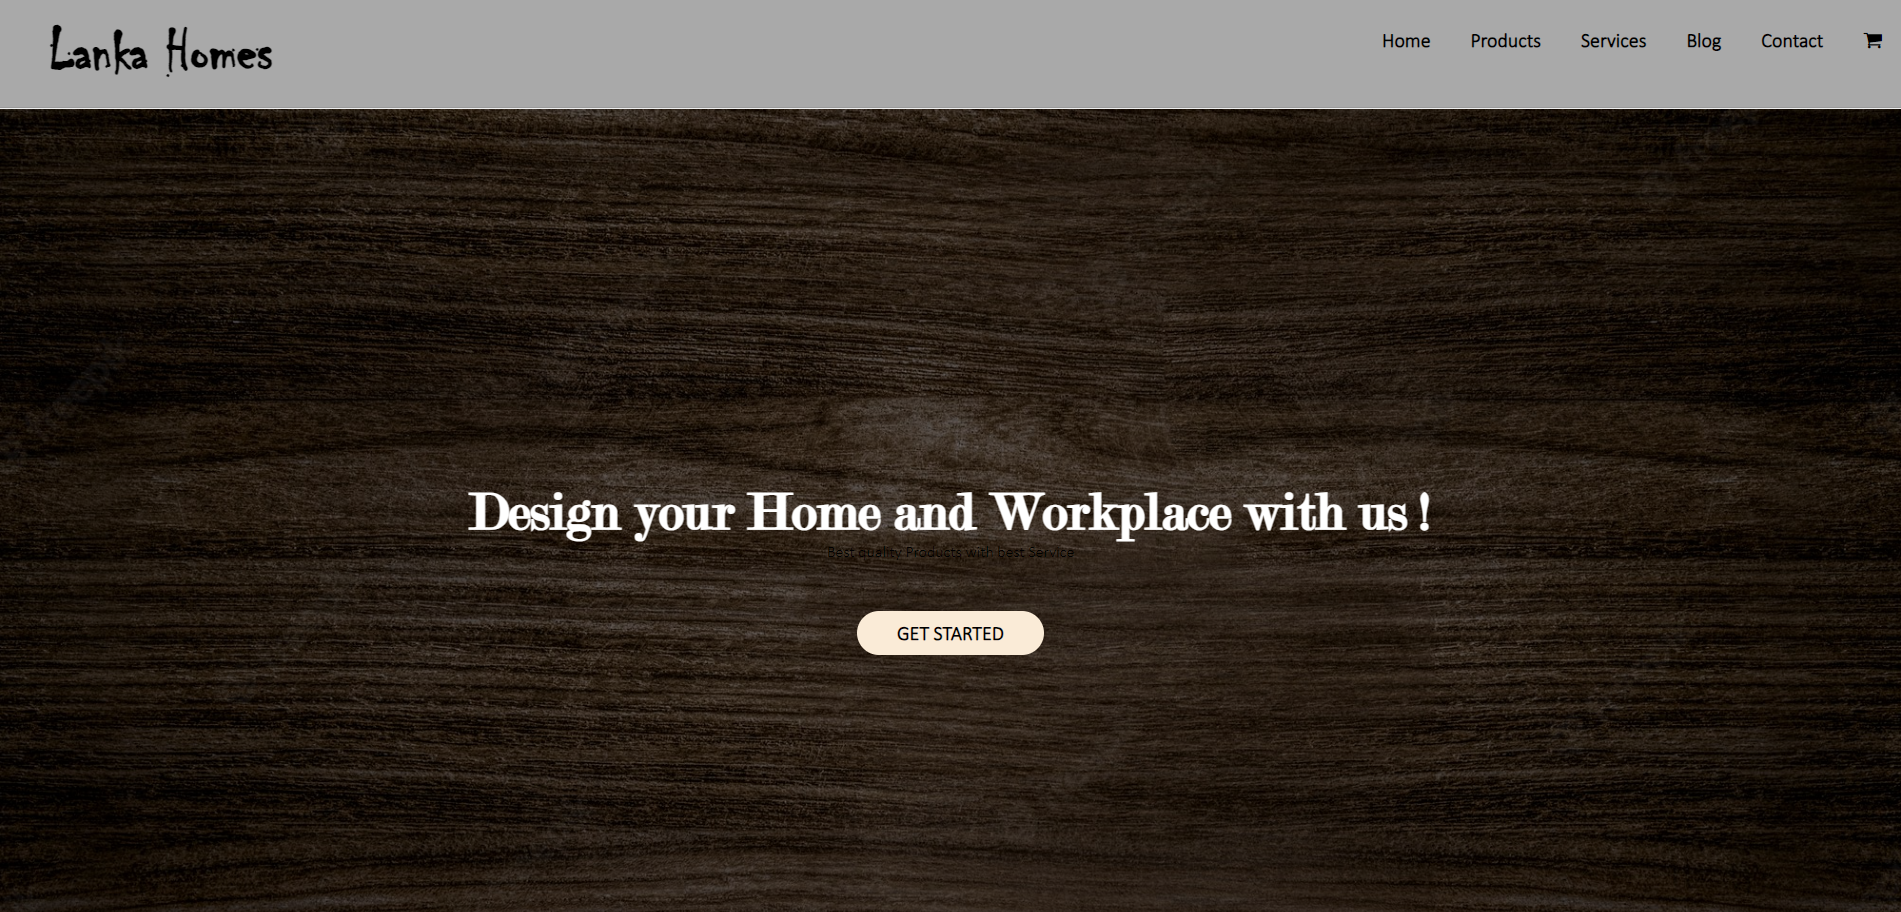 Lanka Homes
Home Products Services Blog Contact
Design your Home and Workplace with us !
Best quality Products with best Service
GET STARTED